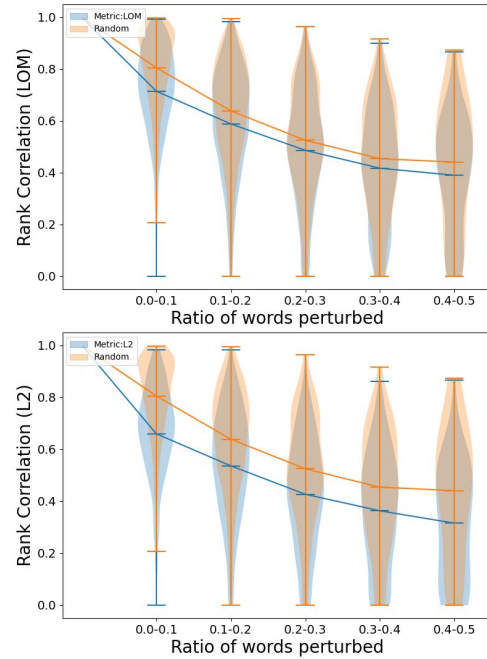 1.0
Metric:LOM
Random
0.8
0.6
0.4
0.2
0.0
Rank Correlation (LOM)
0.0-0.1 0.1-0.2 0.2-0.3 0.3-0.4 0.4-0.5
Ratio of words perturbed
1.0
Metric:L2
Random
0.8
0.6
0.4
0.2
0.0
Rank Correlation (L2)
0.0-0.1 0.1-0.2 0.2-0.3 0.3-0.4 0.4-0.5
Ratio of words perturbed